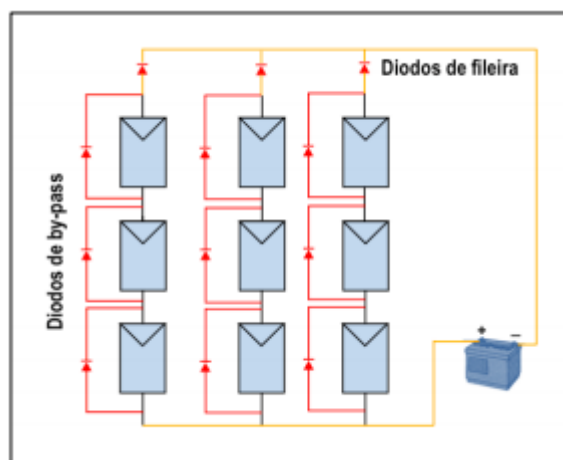 Diodos de fileira
Diodos de by-pass
+ −